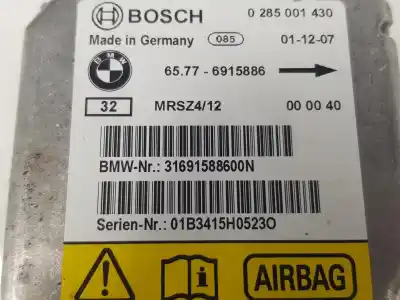 BOSCH 0 285 001 430
Made in Germany 085 01-12-07
BMW 65.77 - 6915886
32 MRSZ4/12 00 00 40
BMW-Nr.: 31691588600N
Serien-Nr.: 01B3415H0523O
AIRBAG